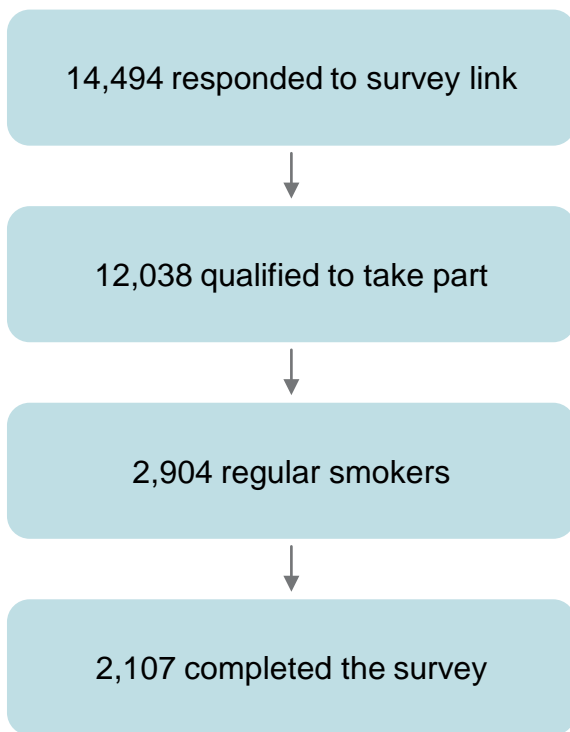 14,494 responded to survey link
12,038 qualified to take part
2,904 regular smokers
2,107 completed the survey